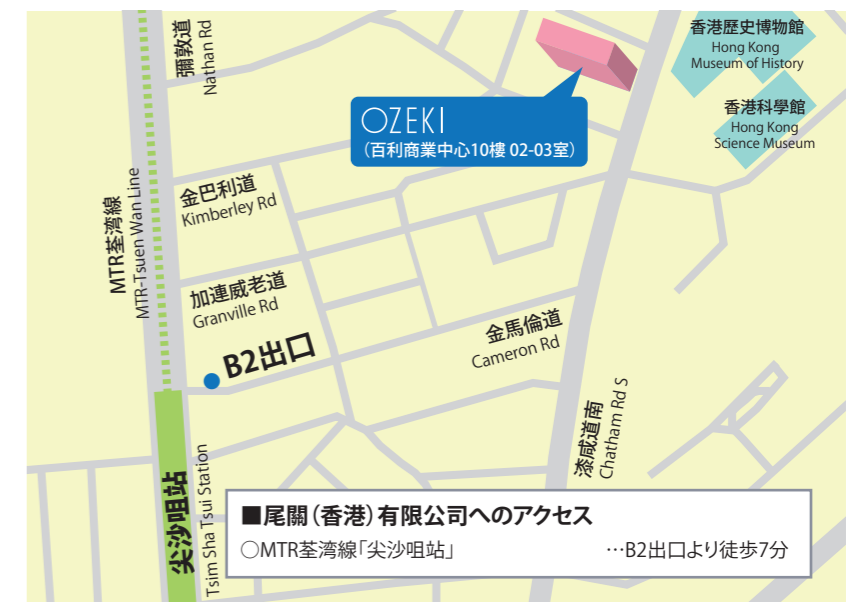 彌敦道
Nathan Rd
香港歷史博物館
Hong Kong
Museum of History
香港科學館
Hong Kong
Science Museum
OZEKI
（百利商業中心10樓 02-03室）
MTR荃湾線
MTR-Tsuen Wan Line
金巴利道
Kimberley Rd
加連威老道
Granville Rd
B2出口
金馬倫道
Cameron Rd
漆咸道南
Chatham Rd S
尖沙咀站
Tsim Sha Tsui Station
■尾關（香港）有限公司へのアクセス
○MTR荃湾線「尖沙咀站」 …B2出口より徒歩7分